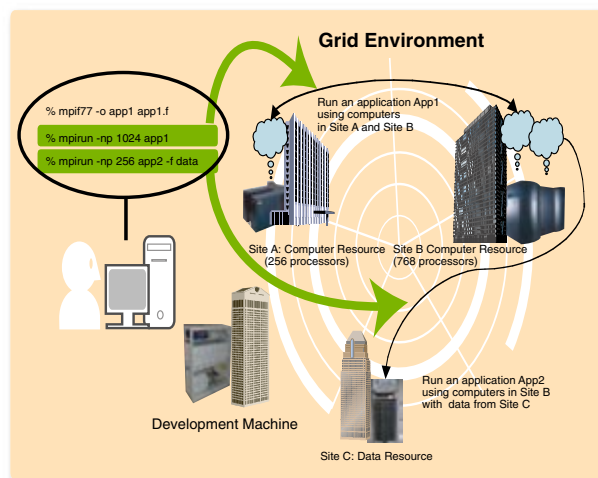 Grid Environment
% mpif77 -o app1 app1.f
% mpirun -np 1024 app1
% mpirun -np 256 app2 -f data
Run an application App1
using computers
in Site A and Site B
Site A: Computer Resource
(256 processors)
Site B Computer Resource
(768 processors)
Development Machine
Run an application App2
using computers in Site B
with data from Site C
Site C: Data Resource